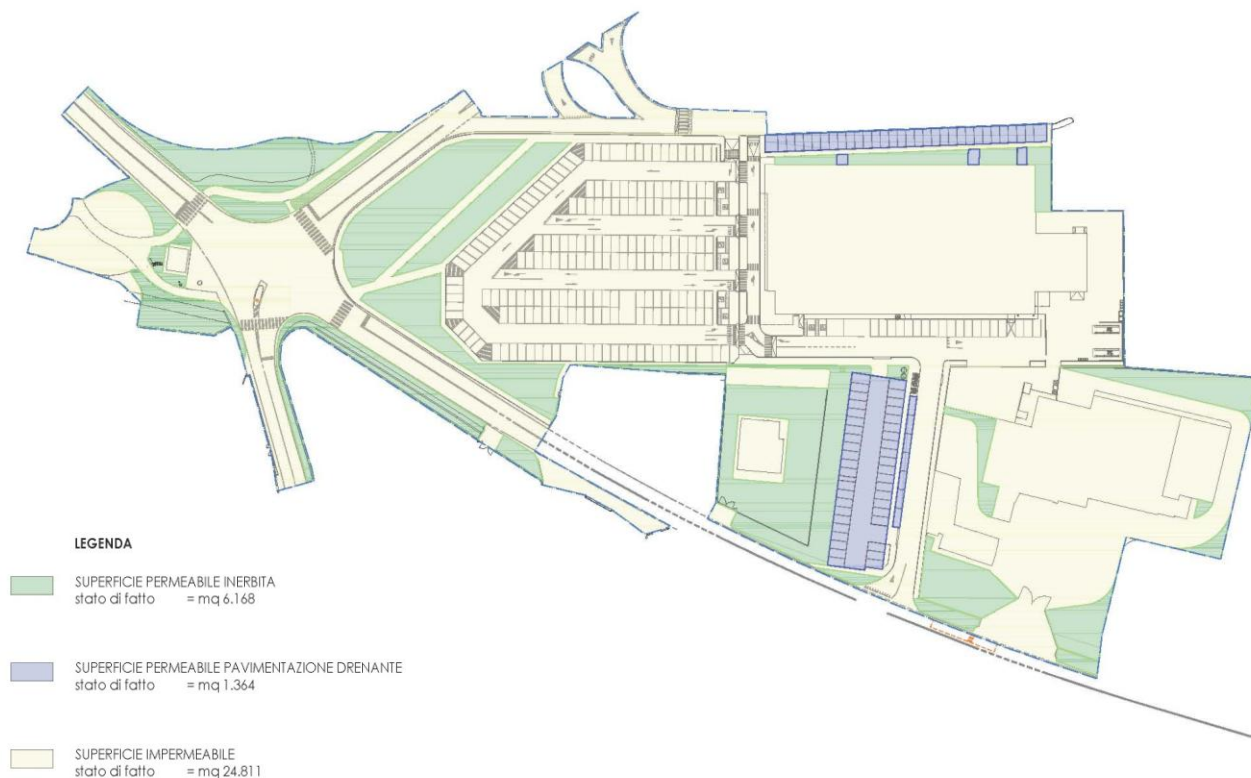 LEGENDA
SUPERFICIE PERMEABILE INERBITA
stato di fatto = mq 6.168
SUPERFICIE PERMEABILE PAVIMENTAZIONE DRENANTE
stato di fatto = mq 1.364
SUPERFICIE IMPERMEABILE
stato di fatto = mq 24.811